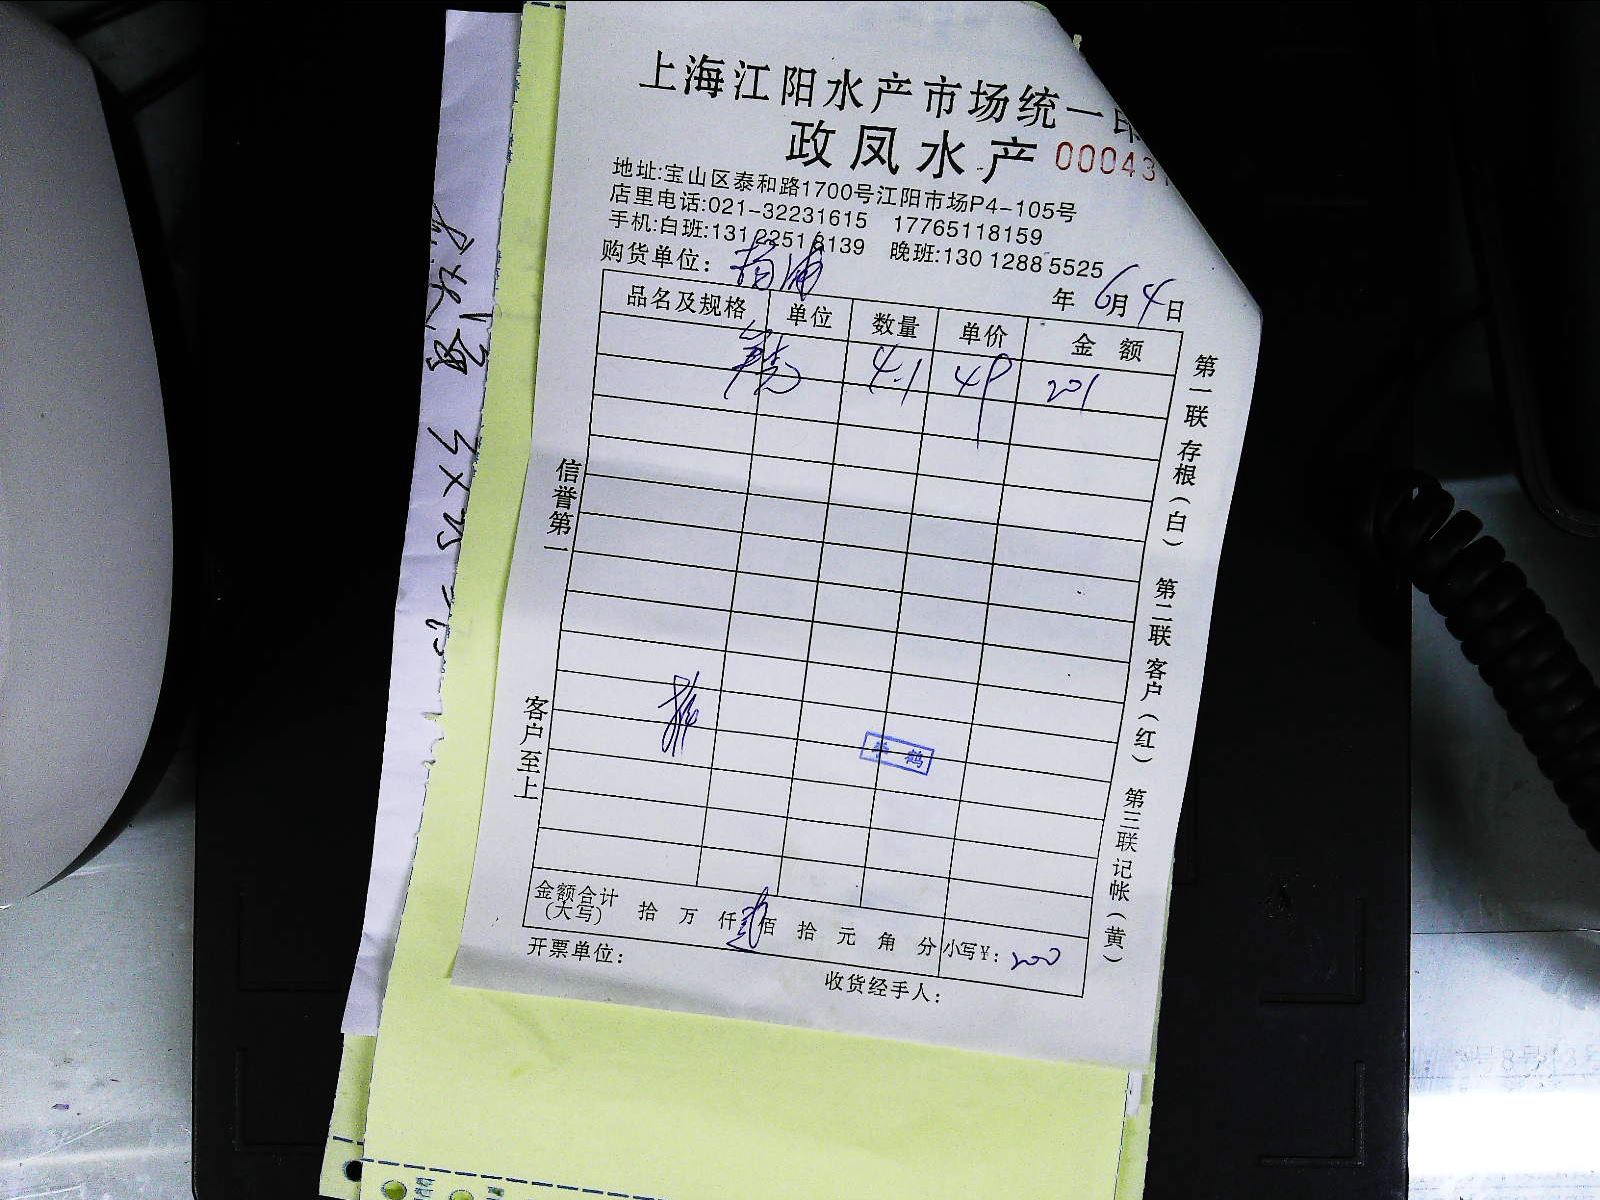 上海江阳水产市场统一
政凤水产 000431
地址:宝山区泰和路1700号江阳市场P4-105号
店里电话:021-32231615 17765118159
手机:白班:131 2251 8139 晚班:130 1288 5525
购货单位: 杨浦
年 6月4日
品名及规格 单位 数量 单价 金额
4.1 49 201
信誉第一
客户至上
第一联 存根(白) 第二联 客户(红) 第三联 记帐(黄)
金额合计
(大写) 拾 万 仟 贰佰 拾 元 角 分 小写¥: 200
开票单位:
收货经手人: